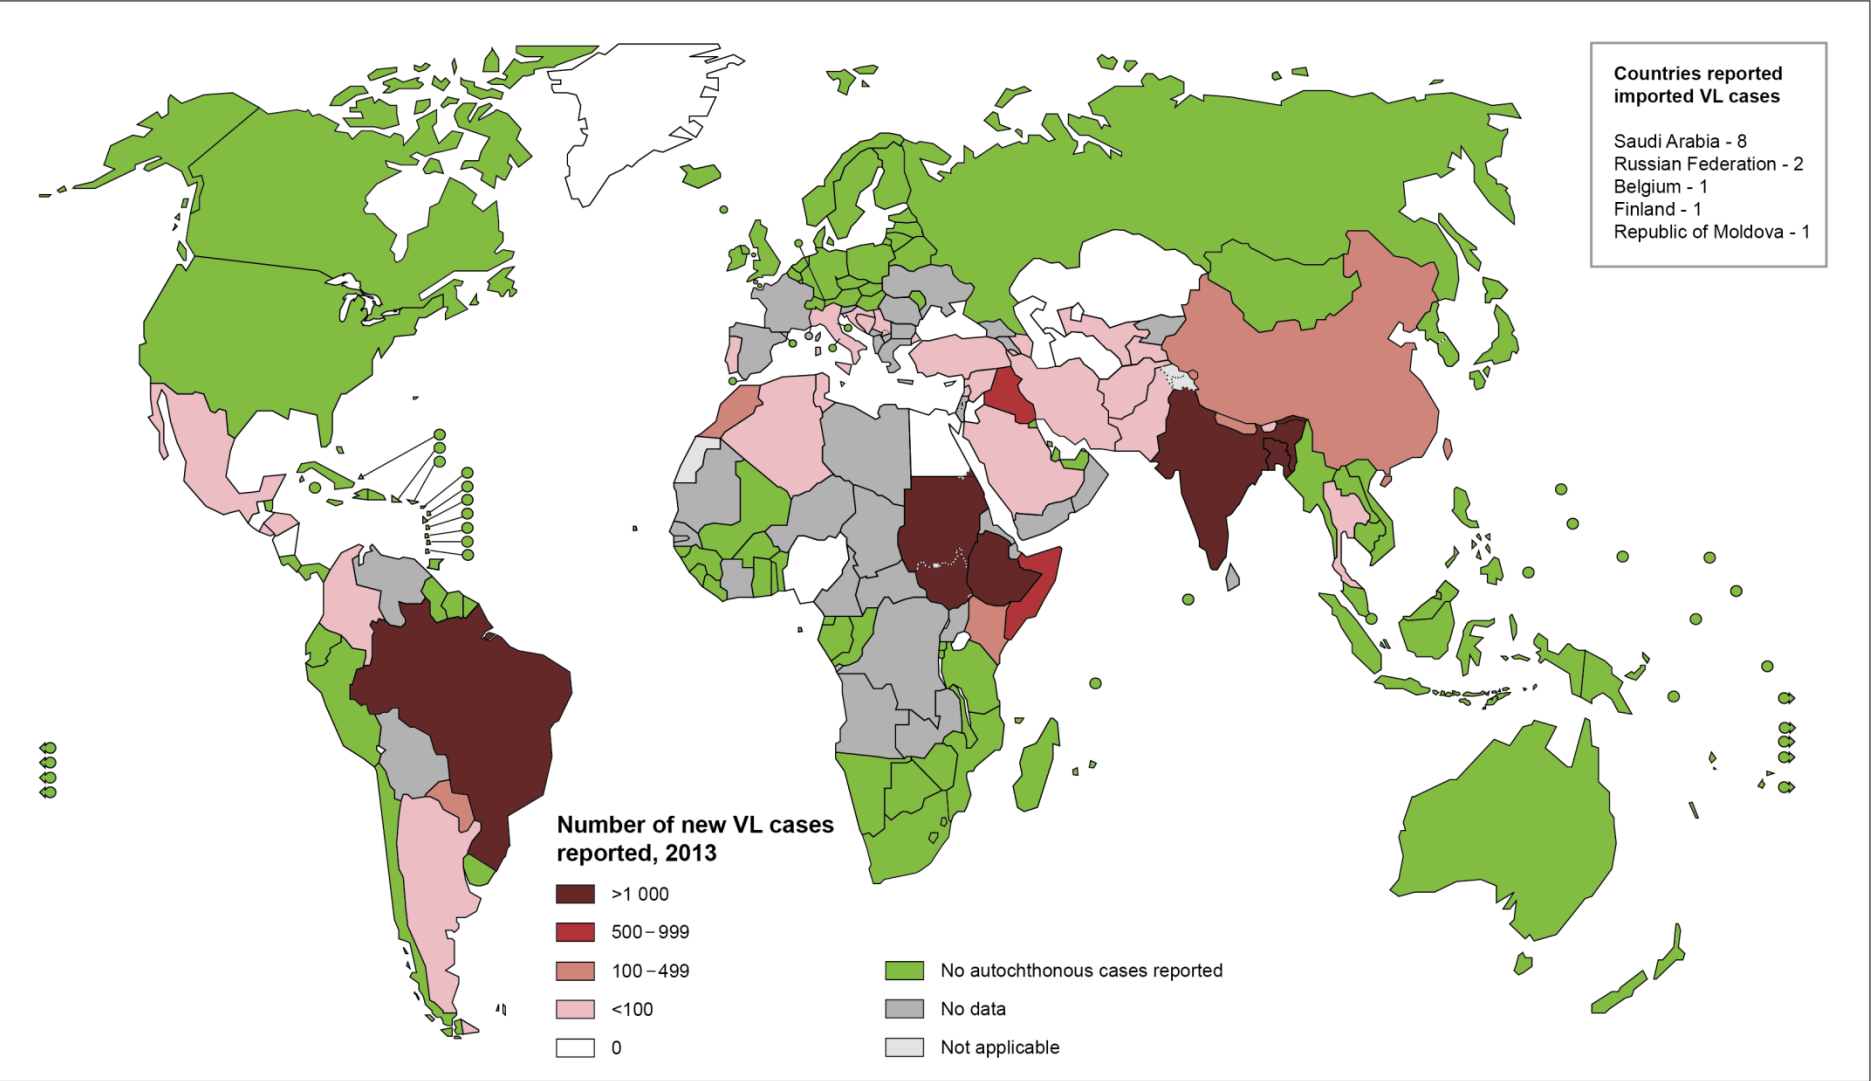 Countries reported
imported VL cases
Saudi Arabia - 8
Russian Federation - 2
Belgium - 1
Finland - 1
Republic of Moldova - 1
Number of new VL cases
reported, 2013
>1 000
500–999
100–499
<100
0
No autochthonous cases reported
No data
Not applicable